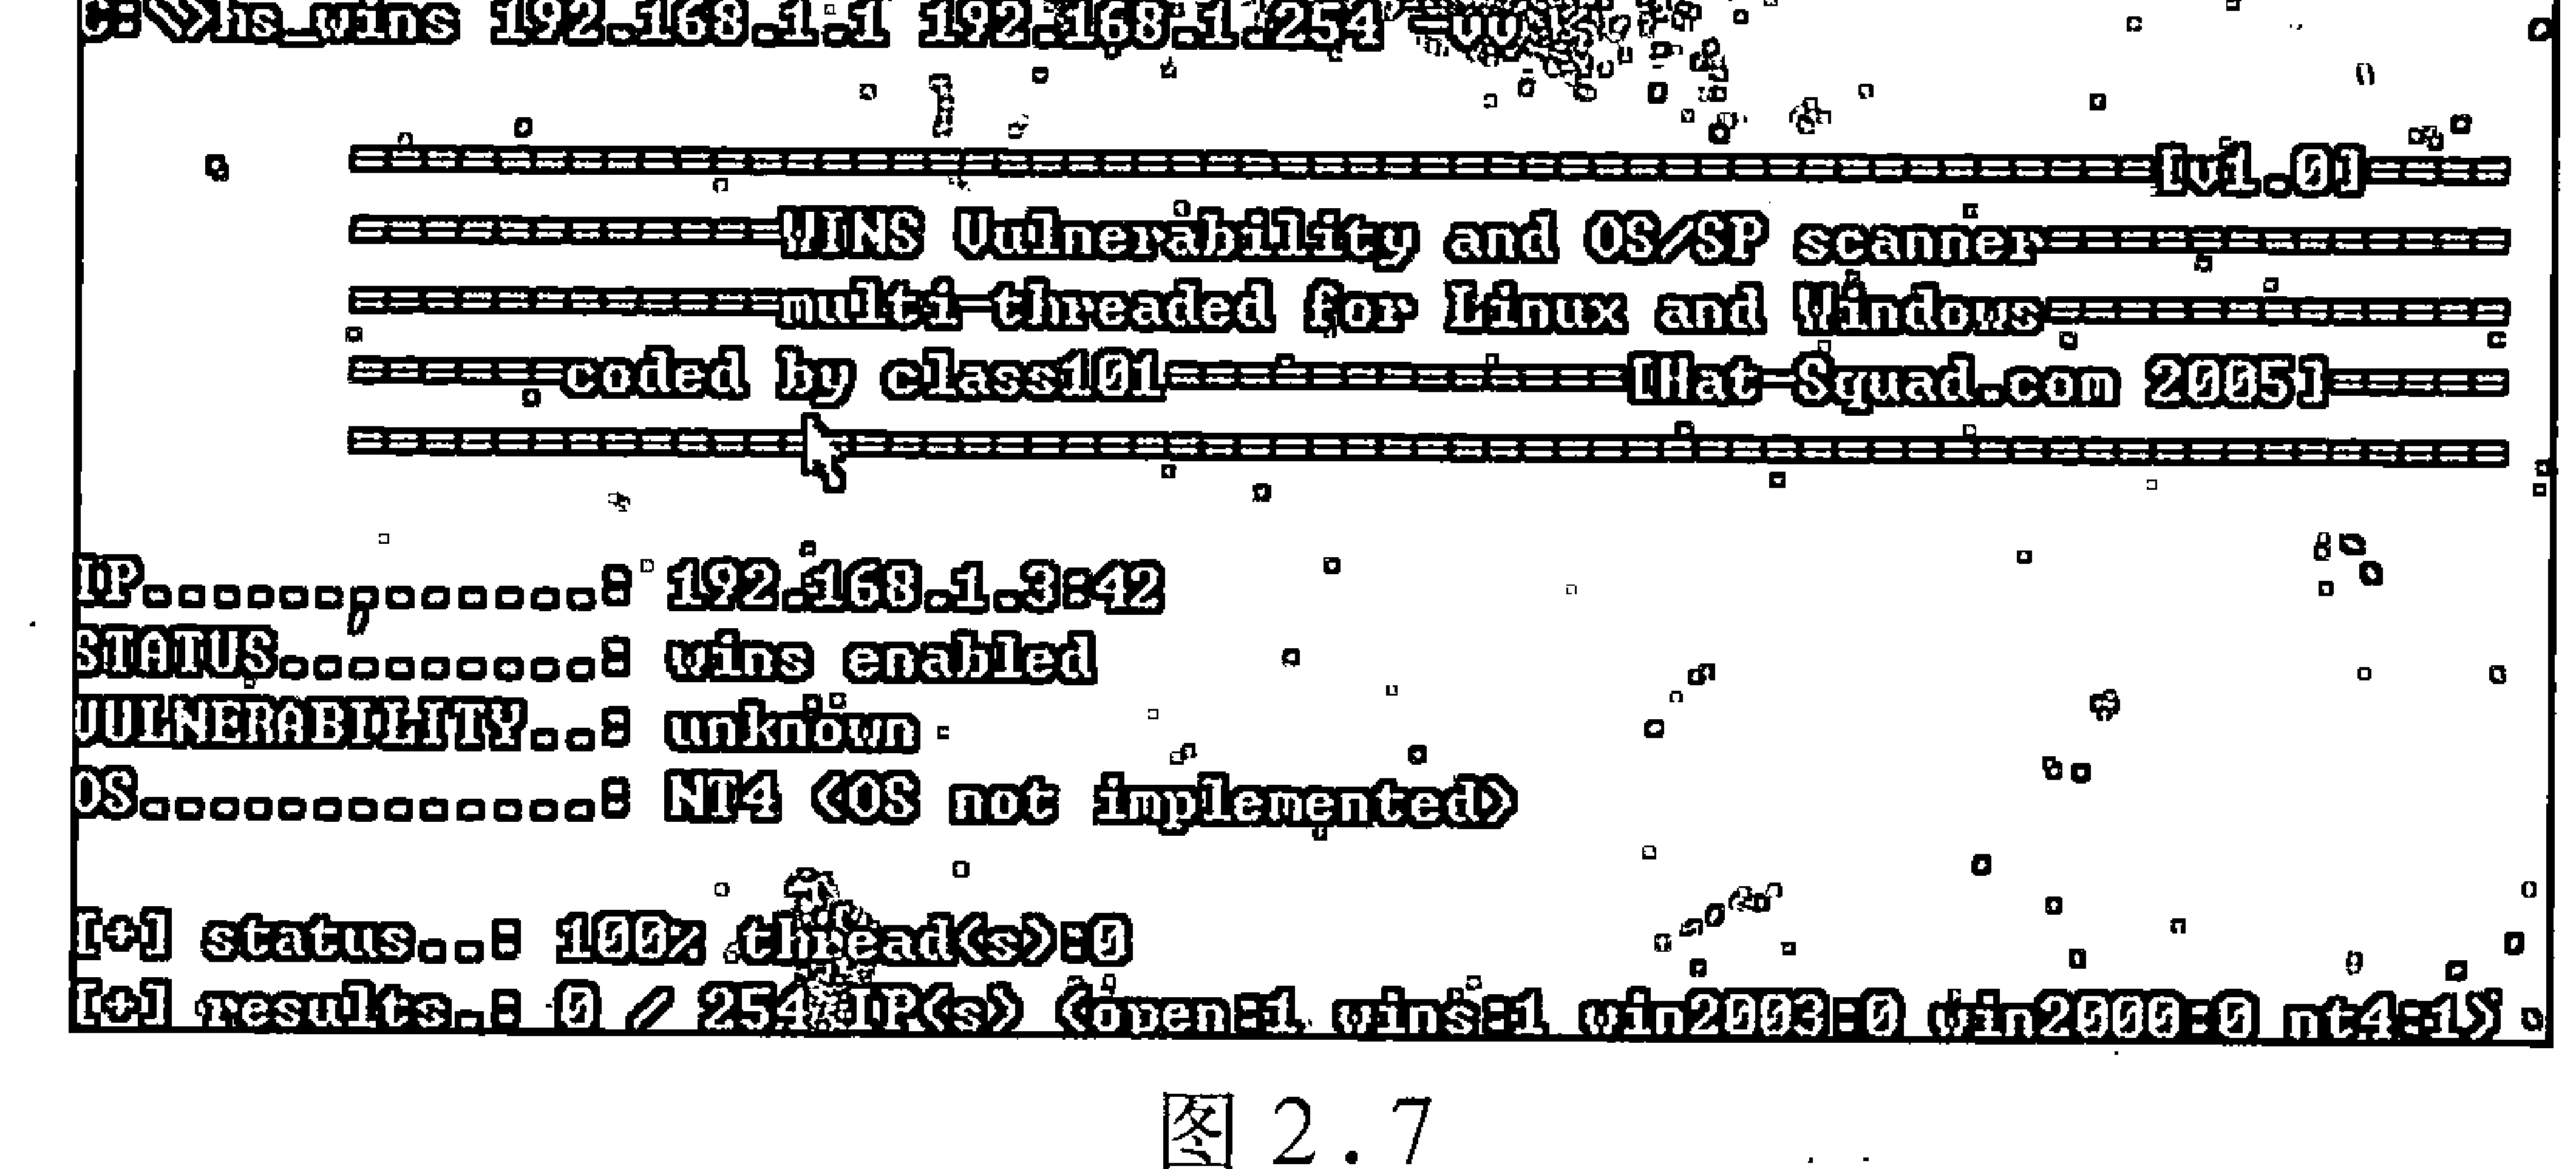 C:\>hs_wins 192.168.1.1 192.168.1.254 -vv
===================================================[v1.0]====
============WINS Vulnerability and OS/SP scanner=============
============multi-threaded for Linux and Windows=============
======coded by class101=============[Hat-Squad.com 2005]=====
=============================================================
IP.............: 192.168.1.3:42
STATUS.........: wins enabled
VULNERABILITY..: unknown
OS.............: NT4 <OS not implemented>
[+] status..: 100% thread(s):0
[+] results.: 0 / 254 IP(s) (open:1 wins:1 win2003:0 win2000:0 nt4:1)
图 2.7